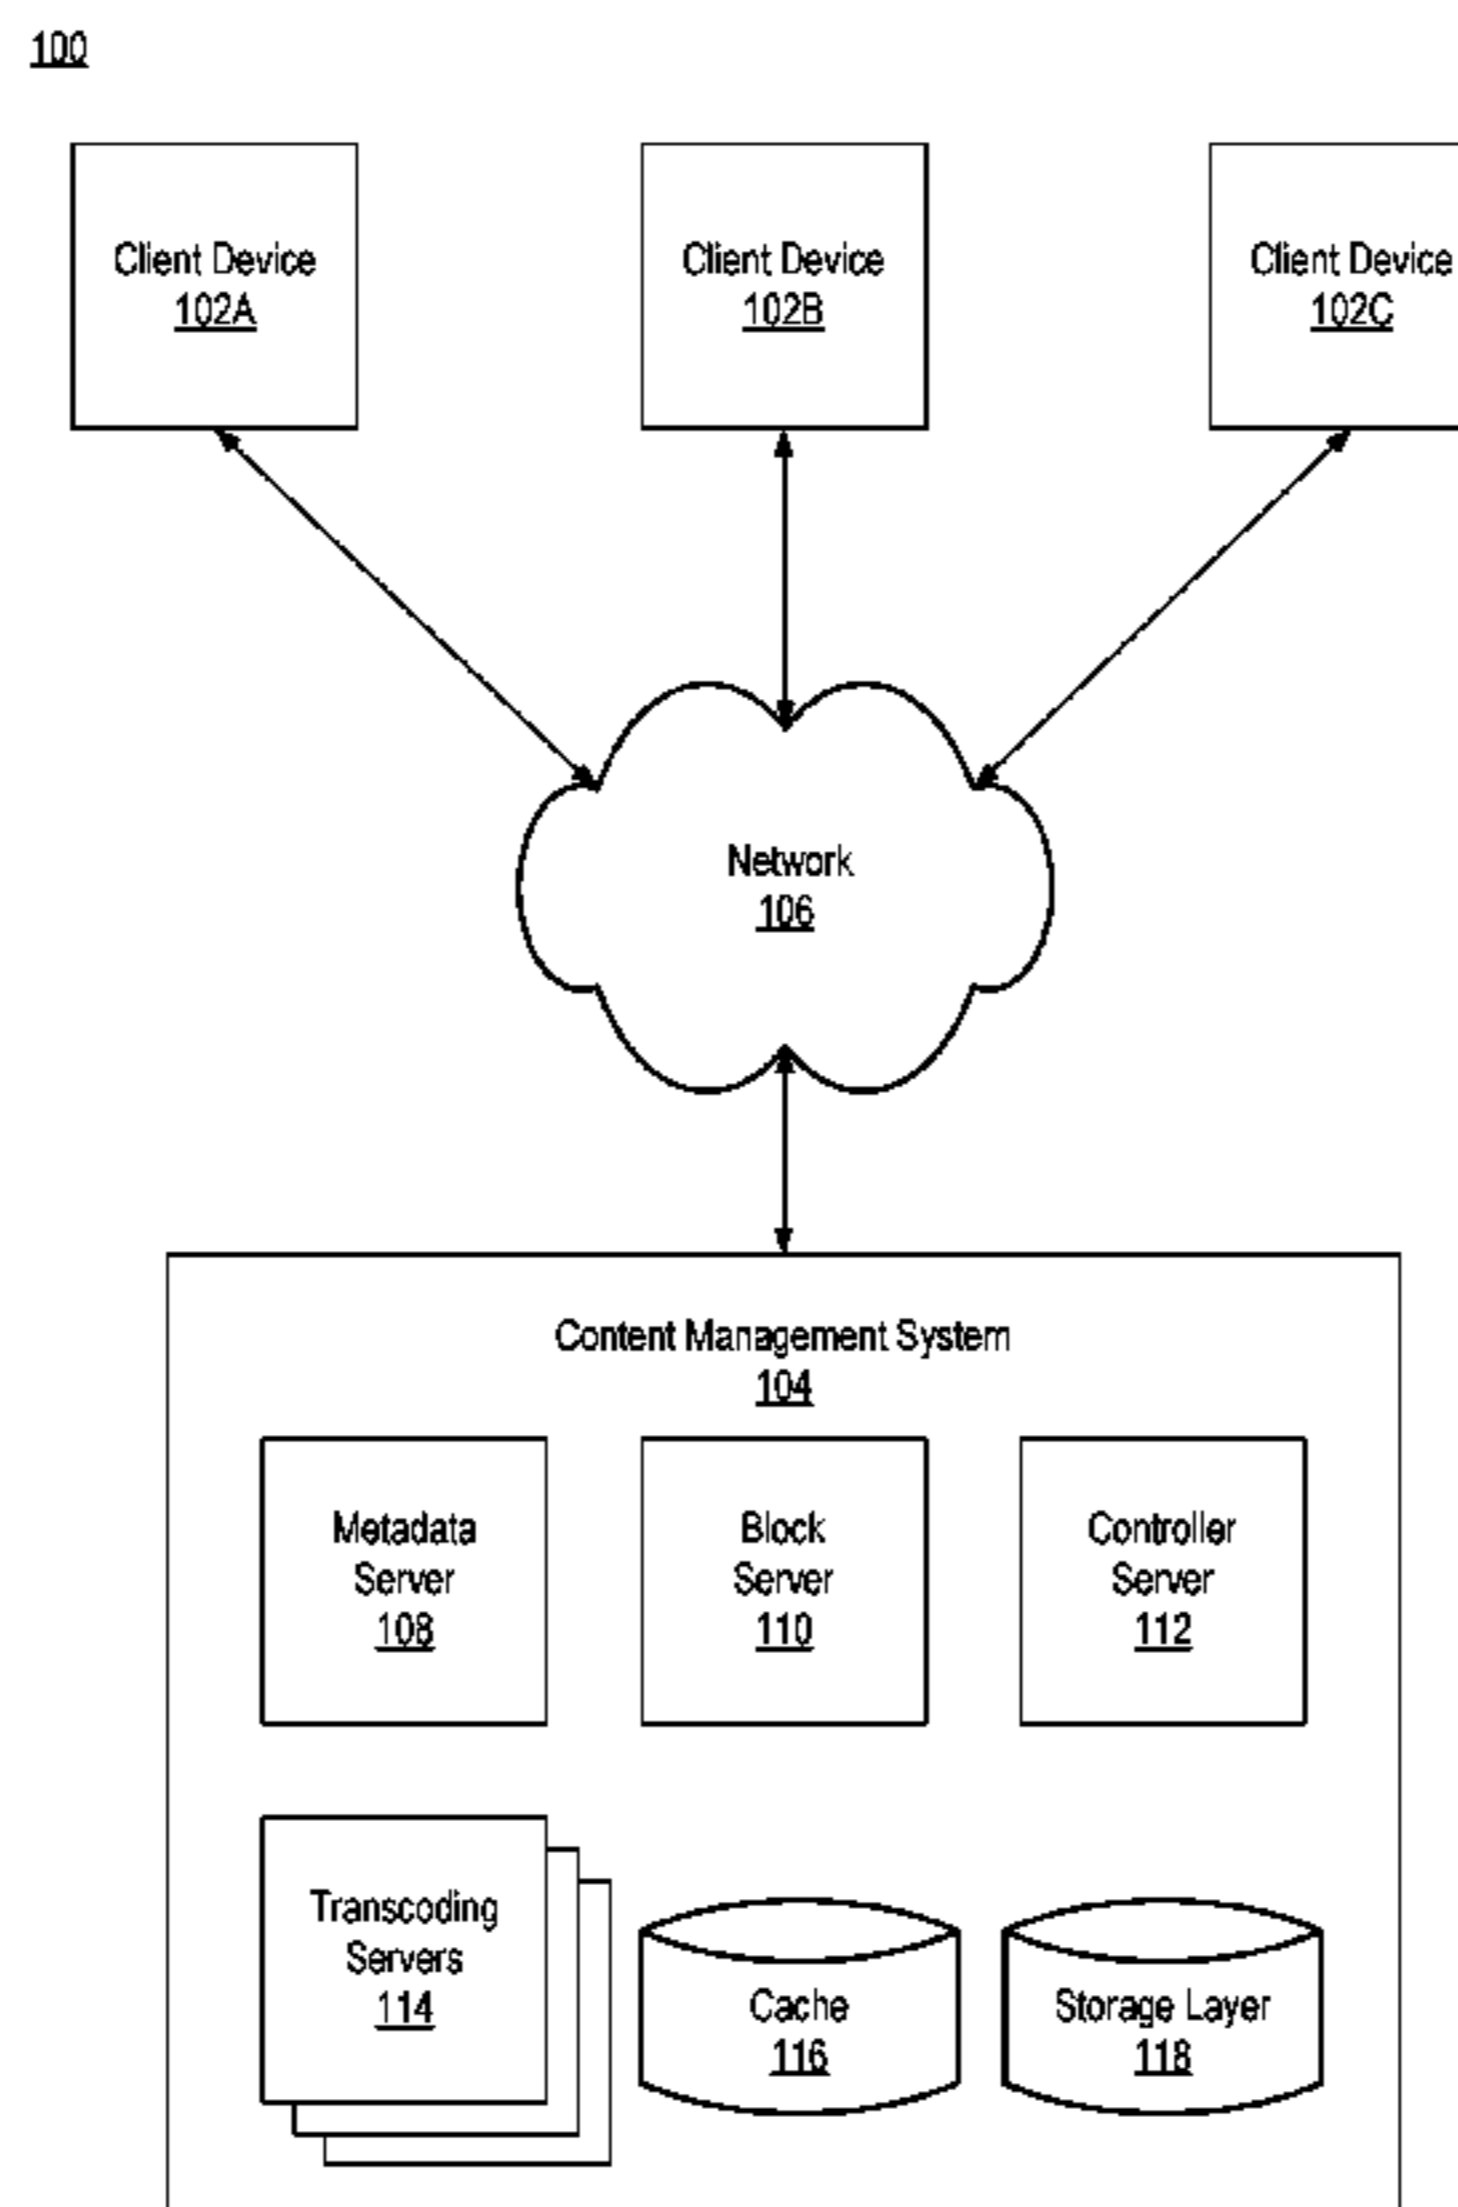 100
Client Device
102A
Client Device
102B
Client Device
102C
Network
106
Content Management System
104
Metadata
Server
108
Block
Server
110
Controller
Server
112
Transcoding
Servers
114
Cache
116
Storage Layer
118